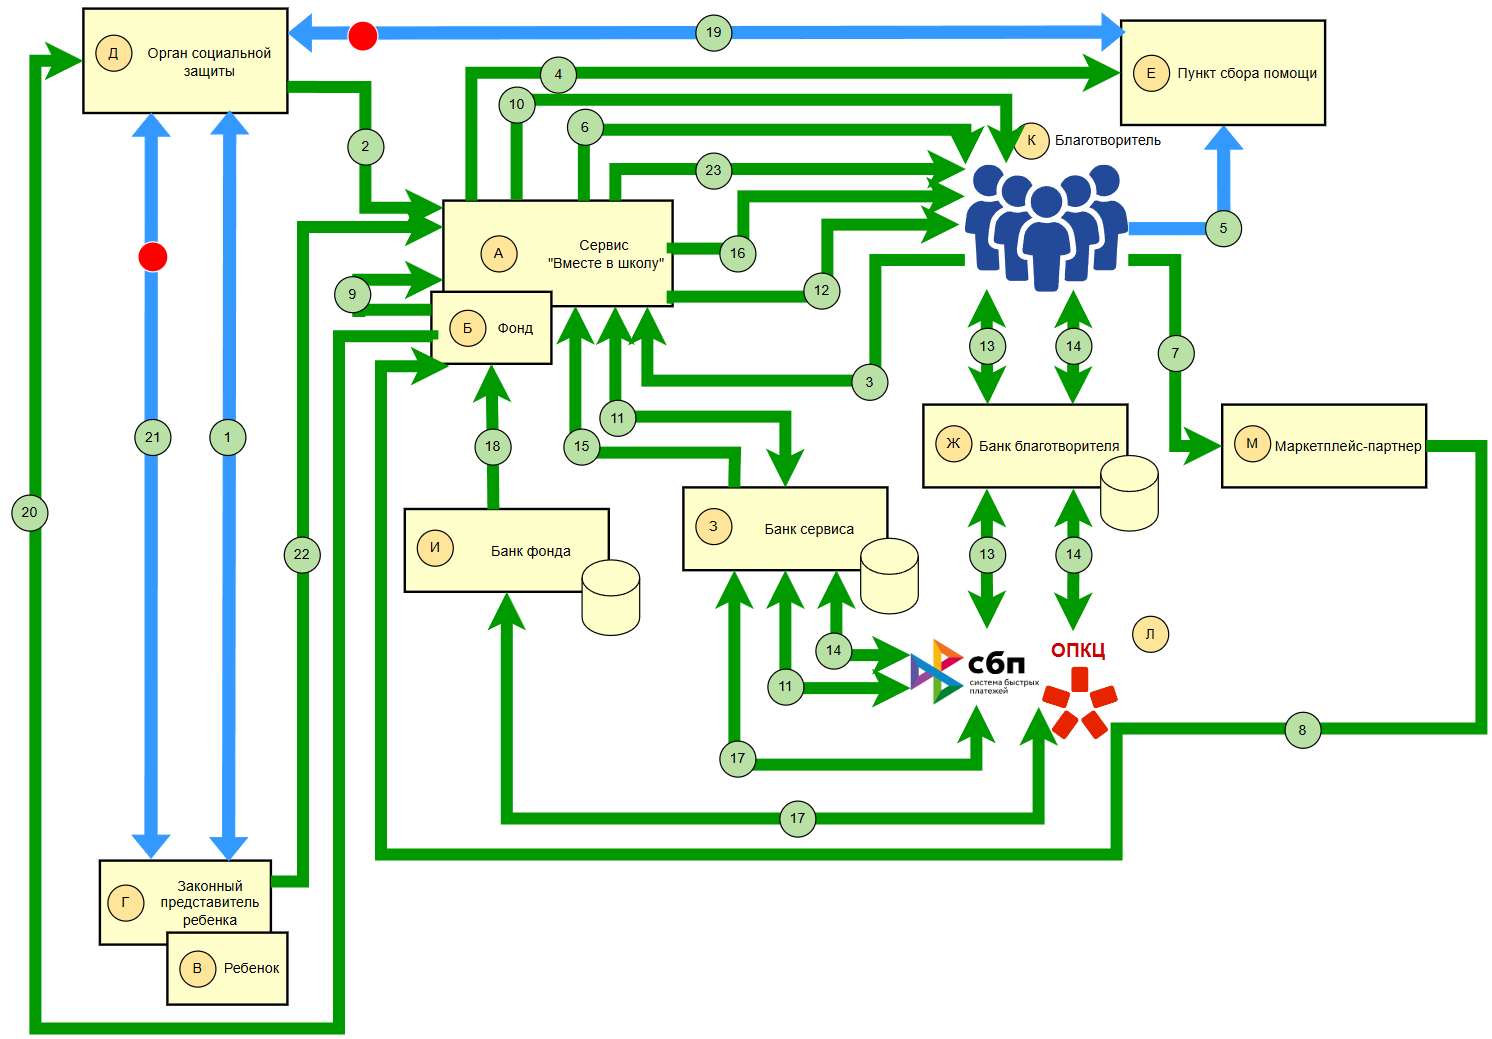 19
Д
Орган социальной
защиты
Е
Пункт сбора помощи
4
10
6
2
К
Благотворитель
23
5
А
Сервис
"Вместе в школу"
16
12
9
Б
Фонд
13
14
7
3
21
1
18
15
11
Ж
Банк благотворителя
М
Маркетплейс-партнер
20
22
И
Банк фонда
З
Банк сервиса
13
14
14
11
сбп
система быстрых
платежей
ОПКЦ
Л
17
8
17
Г
Законный
представитель
ребенка
В
Ребенок